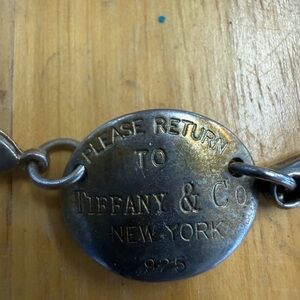 PLEASE RETURN
TO
TIFFANY & Co
NEW YORK
925